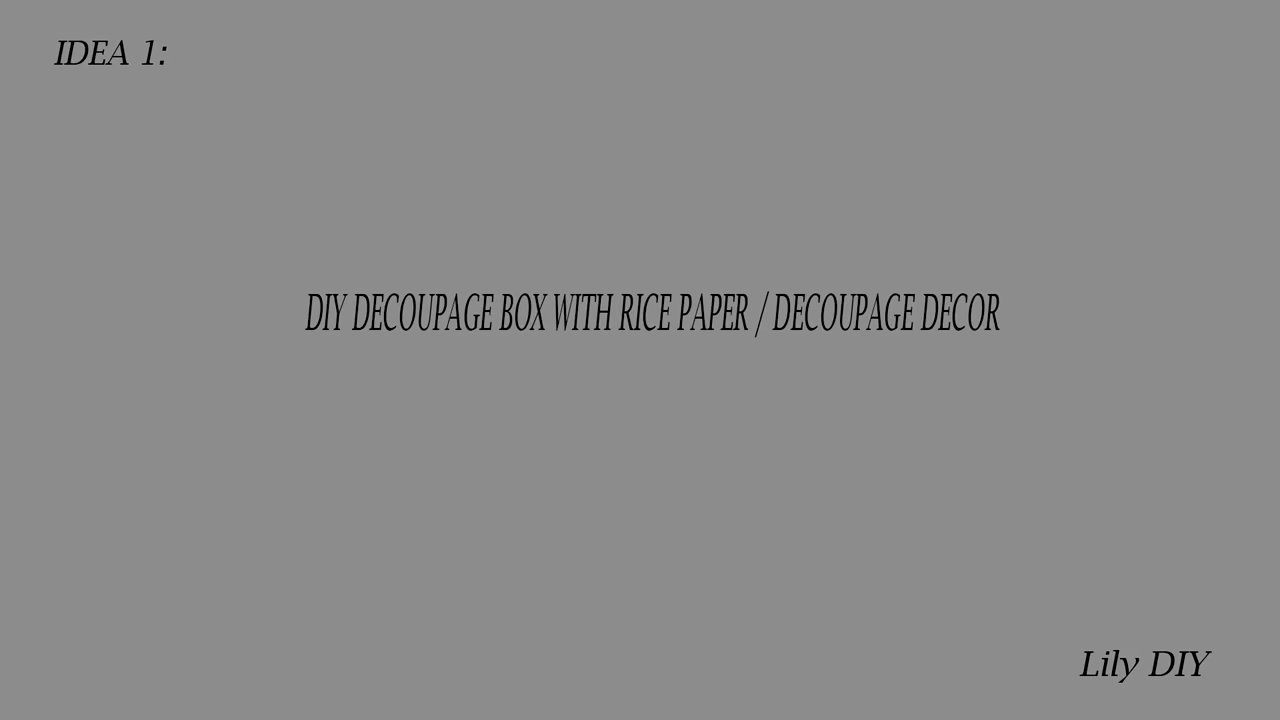 IDEA 1:
DIY DECOUPAGE BOX WITH RICE PAPER / DECOUPAGE DECOR
Lily DIY